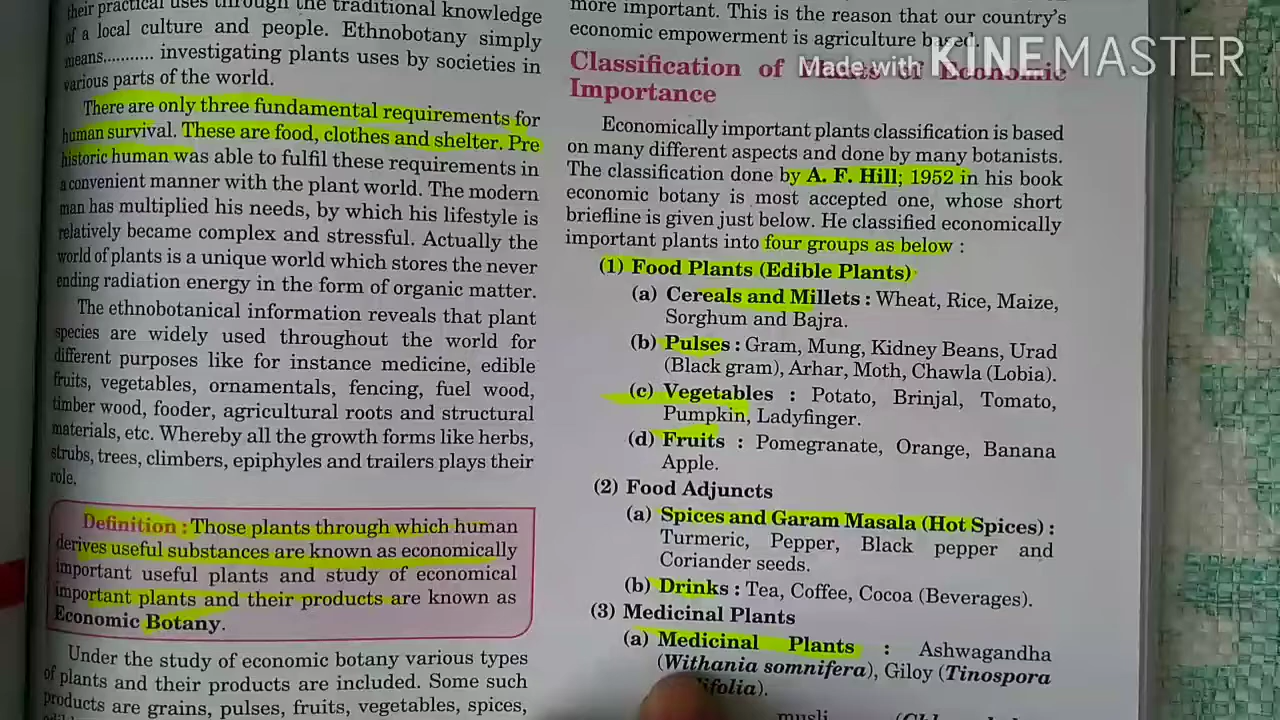 their practical uses through the traditional knowledge
of a local culture and people. Ethnobotany simply
means.......... investigating plants uses by societies in
various parts of the world.
There are only three fundamental requirements for
human survival. These are food, clothes and shelter. Pre
historic human was able to fulfil these requirements in
a convenient manner with the plant world. The modern
man has multiplied his needs, by which his lifestyle is
relatively became complex and stressful. Actually the
world of plants is a unique world which stores the never
ending radiation energy in the form of organic matter.
The ethnobotanical information reveals that plant
species are widely used throughout the world for
different purposes like for instance medicine, edible
fruits, vegetables, ornamentals, fencing, fuel wood,
timber wood, fooder, agricultural roots and structural
materials, etc. Whereby all the growth forms like herbs,
strubs, trees, climbers, epiphyles and trailers plays their
role.
Definition : Those plants through which human
derives useful substances are known as economically
important useful plants and study of economical
important plants and their products are known as
Economic Botany.
Under the study of economic botany various types
of plants and their products are included. Some such
products are grains, pulses, fruits, vegetables, spices,
more important. This is the reason that our country's
economic empowerment is agriculture based.
Made with KINEMASTER
Classification of Economic
Importance
Economically important plants classification is based
on many different aspects and done by many botanists.
The classification done by A. F. Hill; 1952 in his book
economic botany is most accepted one, whose short
briefline is given just below. He classified economically
important plants into four groups as below :
(1) Food Plants (Edible Plants)
(a) Cereals and Millets : Wheat, Rice, Maize,
Sorghum and Bajra.
(b) Pulses : Gram, Mung, Kidney Beans, Urad
(Black gram), Arhar, Moth, Chawla (Lobia).
(c) Vegetables : Potato, Brinjal, Tomato,
Pumpkin, Ladyfinger.
(d) Fruits : Pomegranate, Orange, Banana
Apple.
(2) Food Adjuncts
(a) Spices and Garam Masala (Hot Spices) :
Turmeric, Pepper, Black pepper and
Coriander seeds.
(b) Drinks : Tea, Coffee, Cocoa (Beverages).
(3) Medicinal Plants
(a) Medicinal Plants : Ashwagandha
(Withania somnifera), Giloy (Tinospora
musli